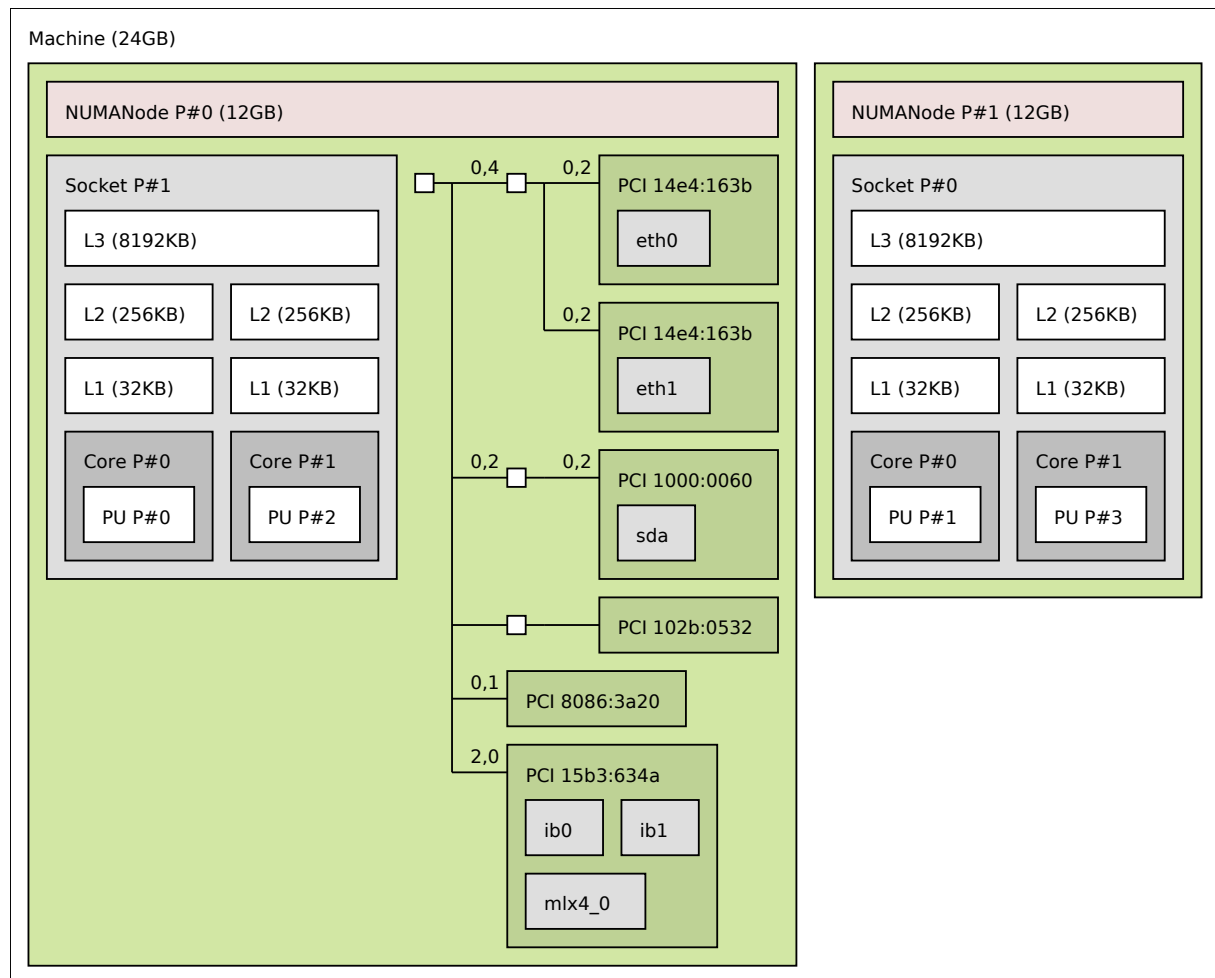 Machine (24GB)
NUMANode P#0 (12GB)
Socket P#1
L3 (8192KB)
L2 (256KB) L2 (256KB)
L1 (32KB) L1 (32KB)
Core P#0 Core P#1
PU P#0 PU P#2
0,4 0,2 PCI 14e4:163b
eth0
0,2 PCI 14e4:163b
eth1
0,2 0,2 PCI 1000:0060
sda
PCI 102b:0532
0,1 PCI 8086:3a20
2,0 PCI 15b3:634a
ib0 ib1
mlx4_0
NUMANode P#1 (12GB)
Socket P#0
L3 (8192KB)
L2 (256KB) L2 (256KB)
L1 (32KB) L1 (32KB)
Core P#0 Core P#1
PU P#1 PU P#3